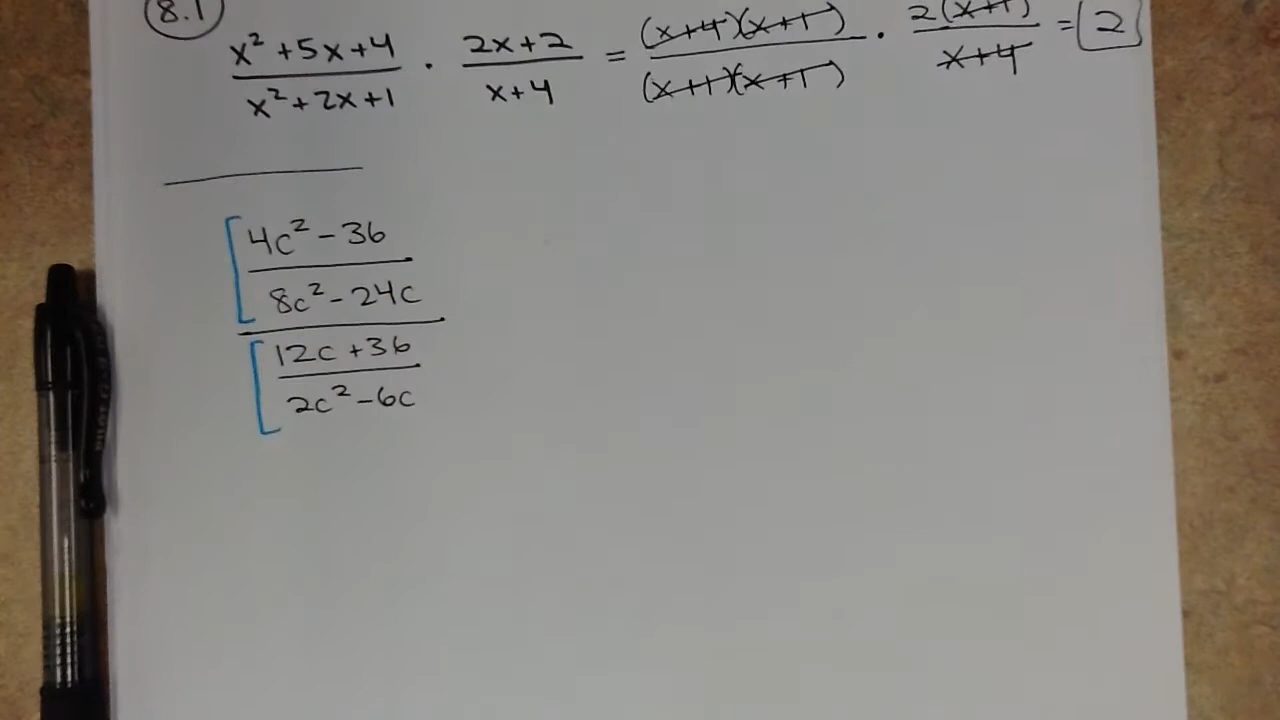 8.1
x² + 5x + 4 / x² + 2x + 1 · 2x + 2 / x + 4 = (x+4)(x+1) / (x+1)(x+1) · 2(x+1) / x+4 = 2
4c² - 36
8c² - 24c
12c + 36
2c² - 6c